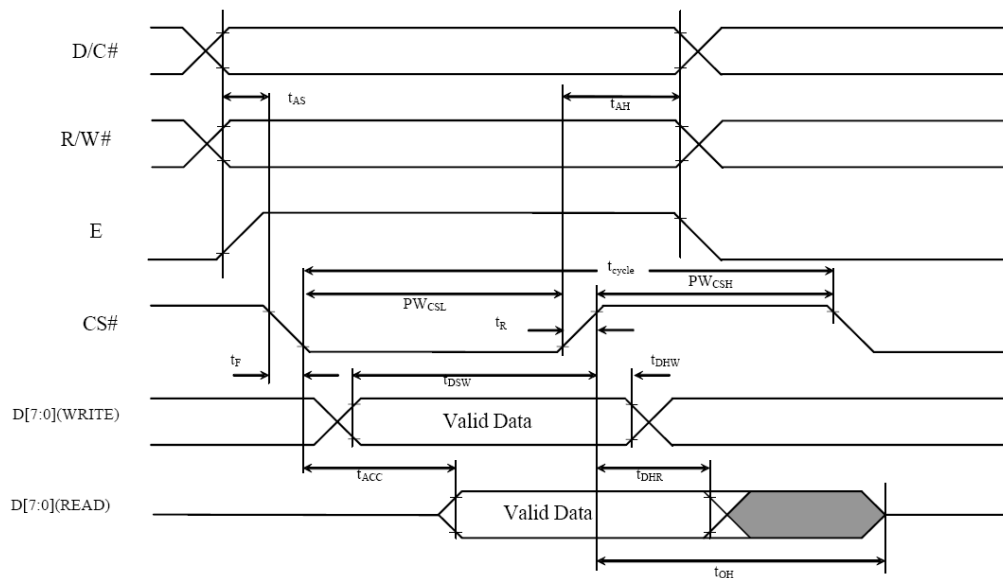 D/C#
tAS
tAH
R/W#
E
tcycle
PWCSL
PWCSH
CS#
tR
tF
tDSW
tDHW
D[7:0](WRITE)
Valid Data
tACC
tDHR
D[7:0](READ)
Valid Data
tOH